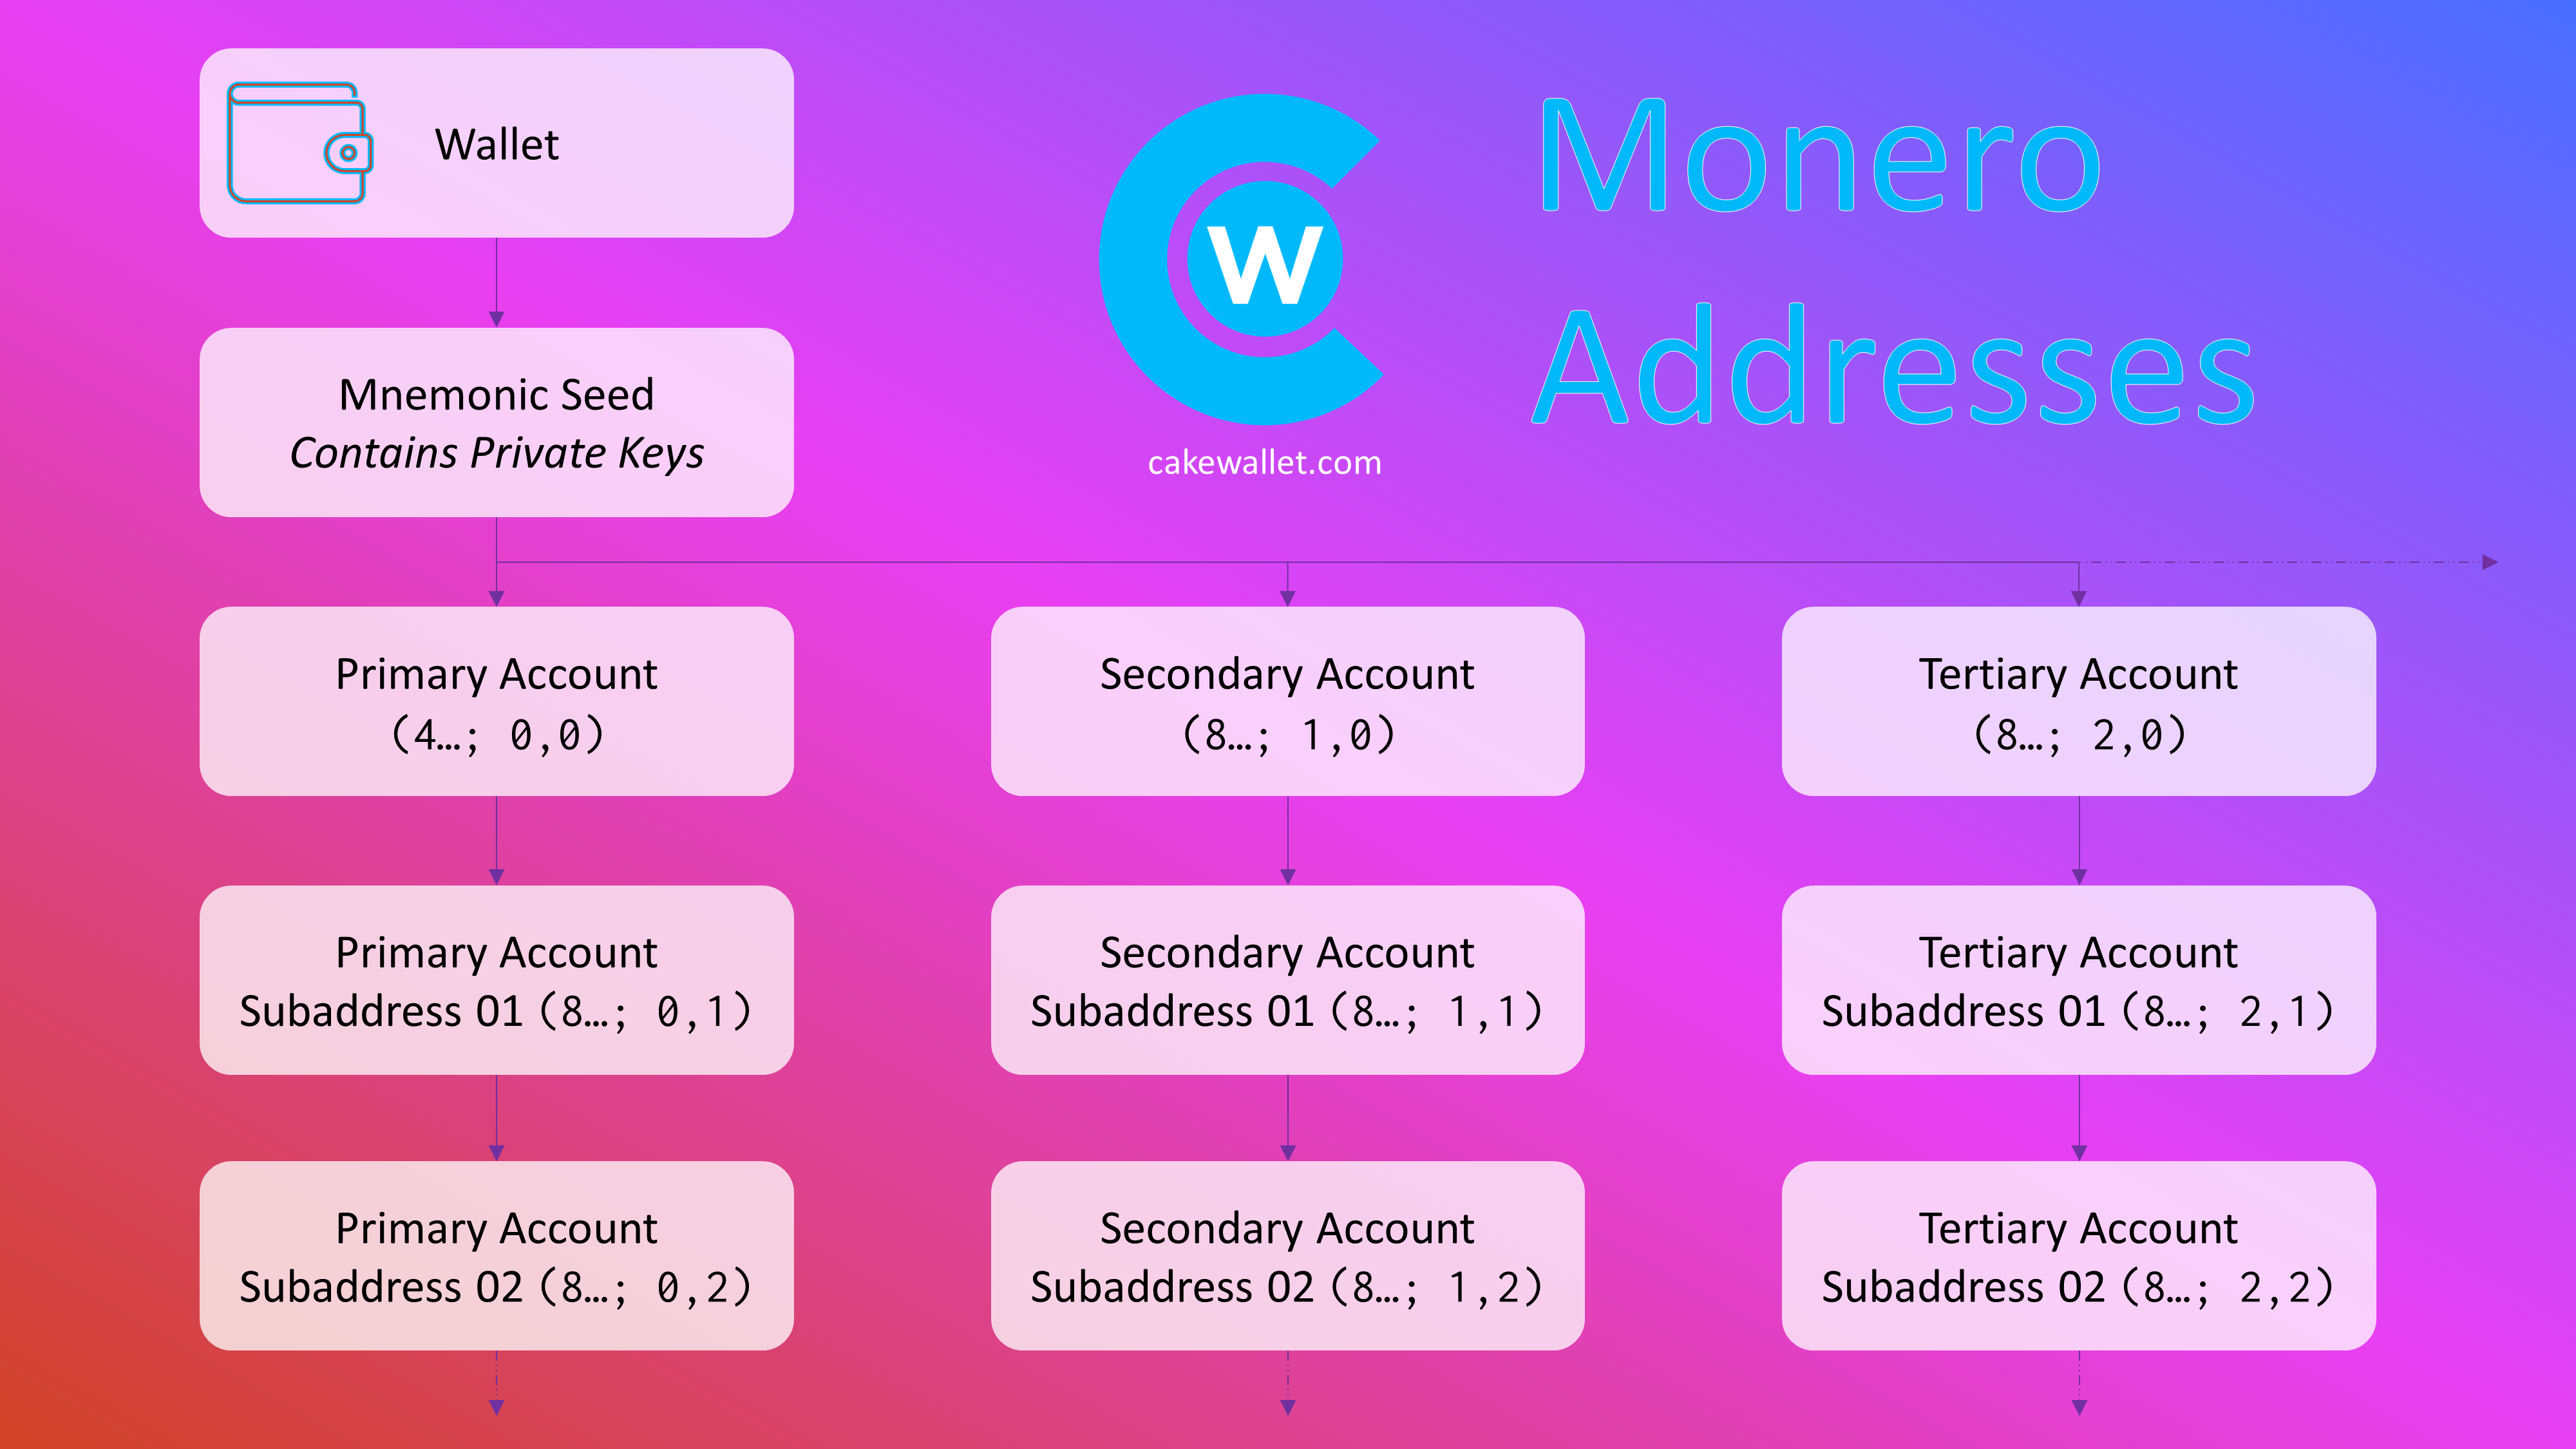 Wallet
W
Monero
Addresses
Mnemonic Seed
Contains Private Keys
cakewallet.com
Primary Account
(4…; 0,0)
Secondary Account
(8…; 1,0)
Tertiary Account
(8…; 2,0)
Primary Account
Subaddress 01 (8…; 0,1)
Secondary Account
Subaddress 01 (8…; 1,1)
Tertiary Account
Subaddress 01 (8…; 2,1)
Primary Account
Subaddress 02 (8…; 0,2)
Secondary Account
Subaddress 02 (8…; 1,2)
Tertiary Account
Subaddress 02 (8…; 2,2)